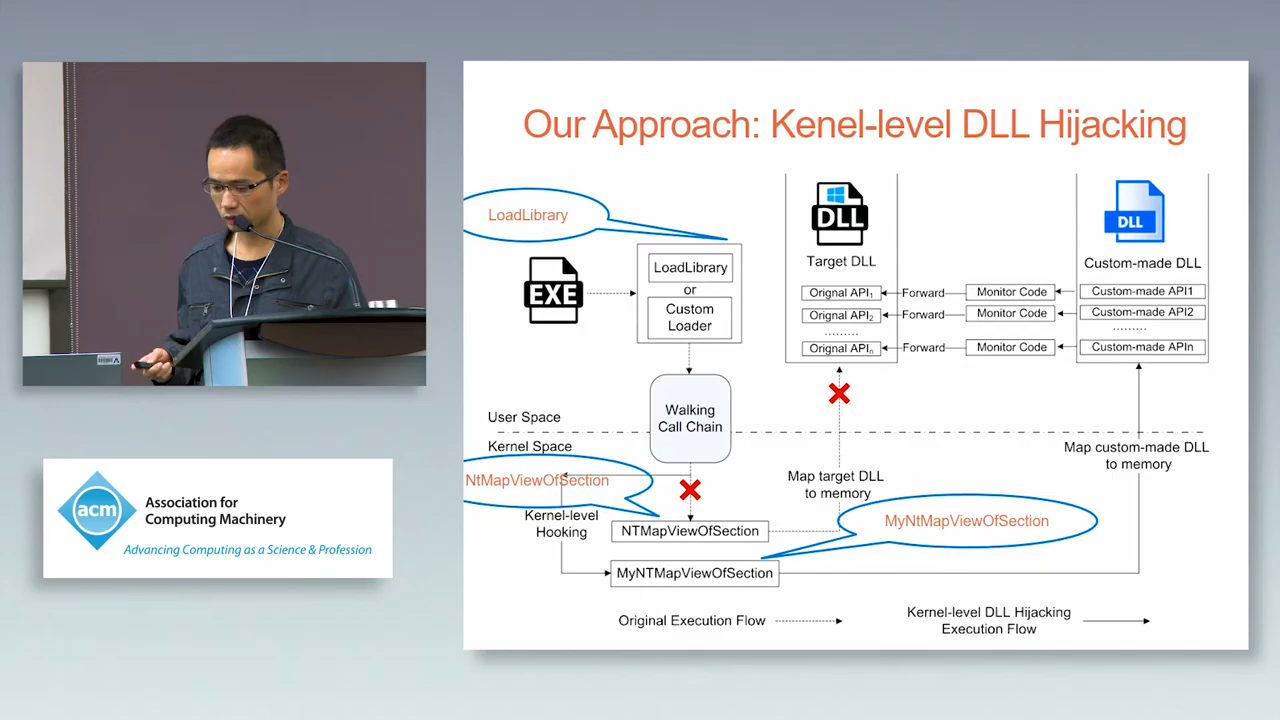 Our Approach: Kenel-level DLL Hijacking
LoadLibrary
EXE
LoadLibrary
or
Custom
Loader
Walking
Call Chain
User Space
Kernel Space
NtMapViewOfSection
Kernel-level
Hooking
NTMapViewOfSection
MyNTMapViewOfSection
DLL
Target DLL
Orignal API1
Orignal API2
.........
Orignal APIn
Forward
Forward
Forward
Monitor Code
Monitor Code
Monitor Code
DLL
Custom-made DLL
Custom-made API1
Custom-made API2
.........
Custom-made APIn
Map target DLL
to memory
Map custom-made DLL
to memory
MyNtMapViewOfSection
Original Execution Flow
Kernel-level DLL Hijacking
Execution Flow
acm
Association for
Computing Machinery
Advancing Computing as a Science & Profession